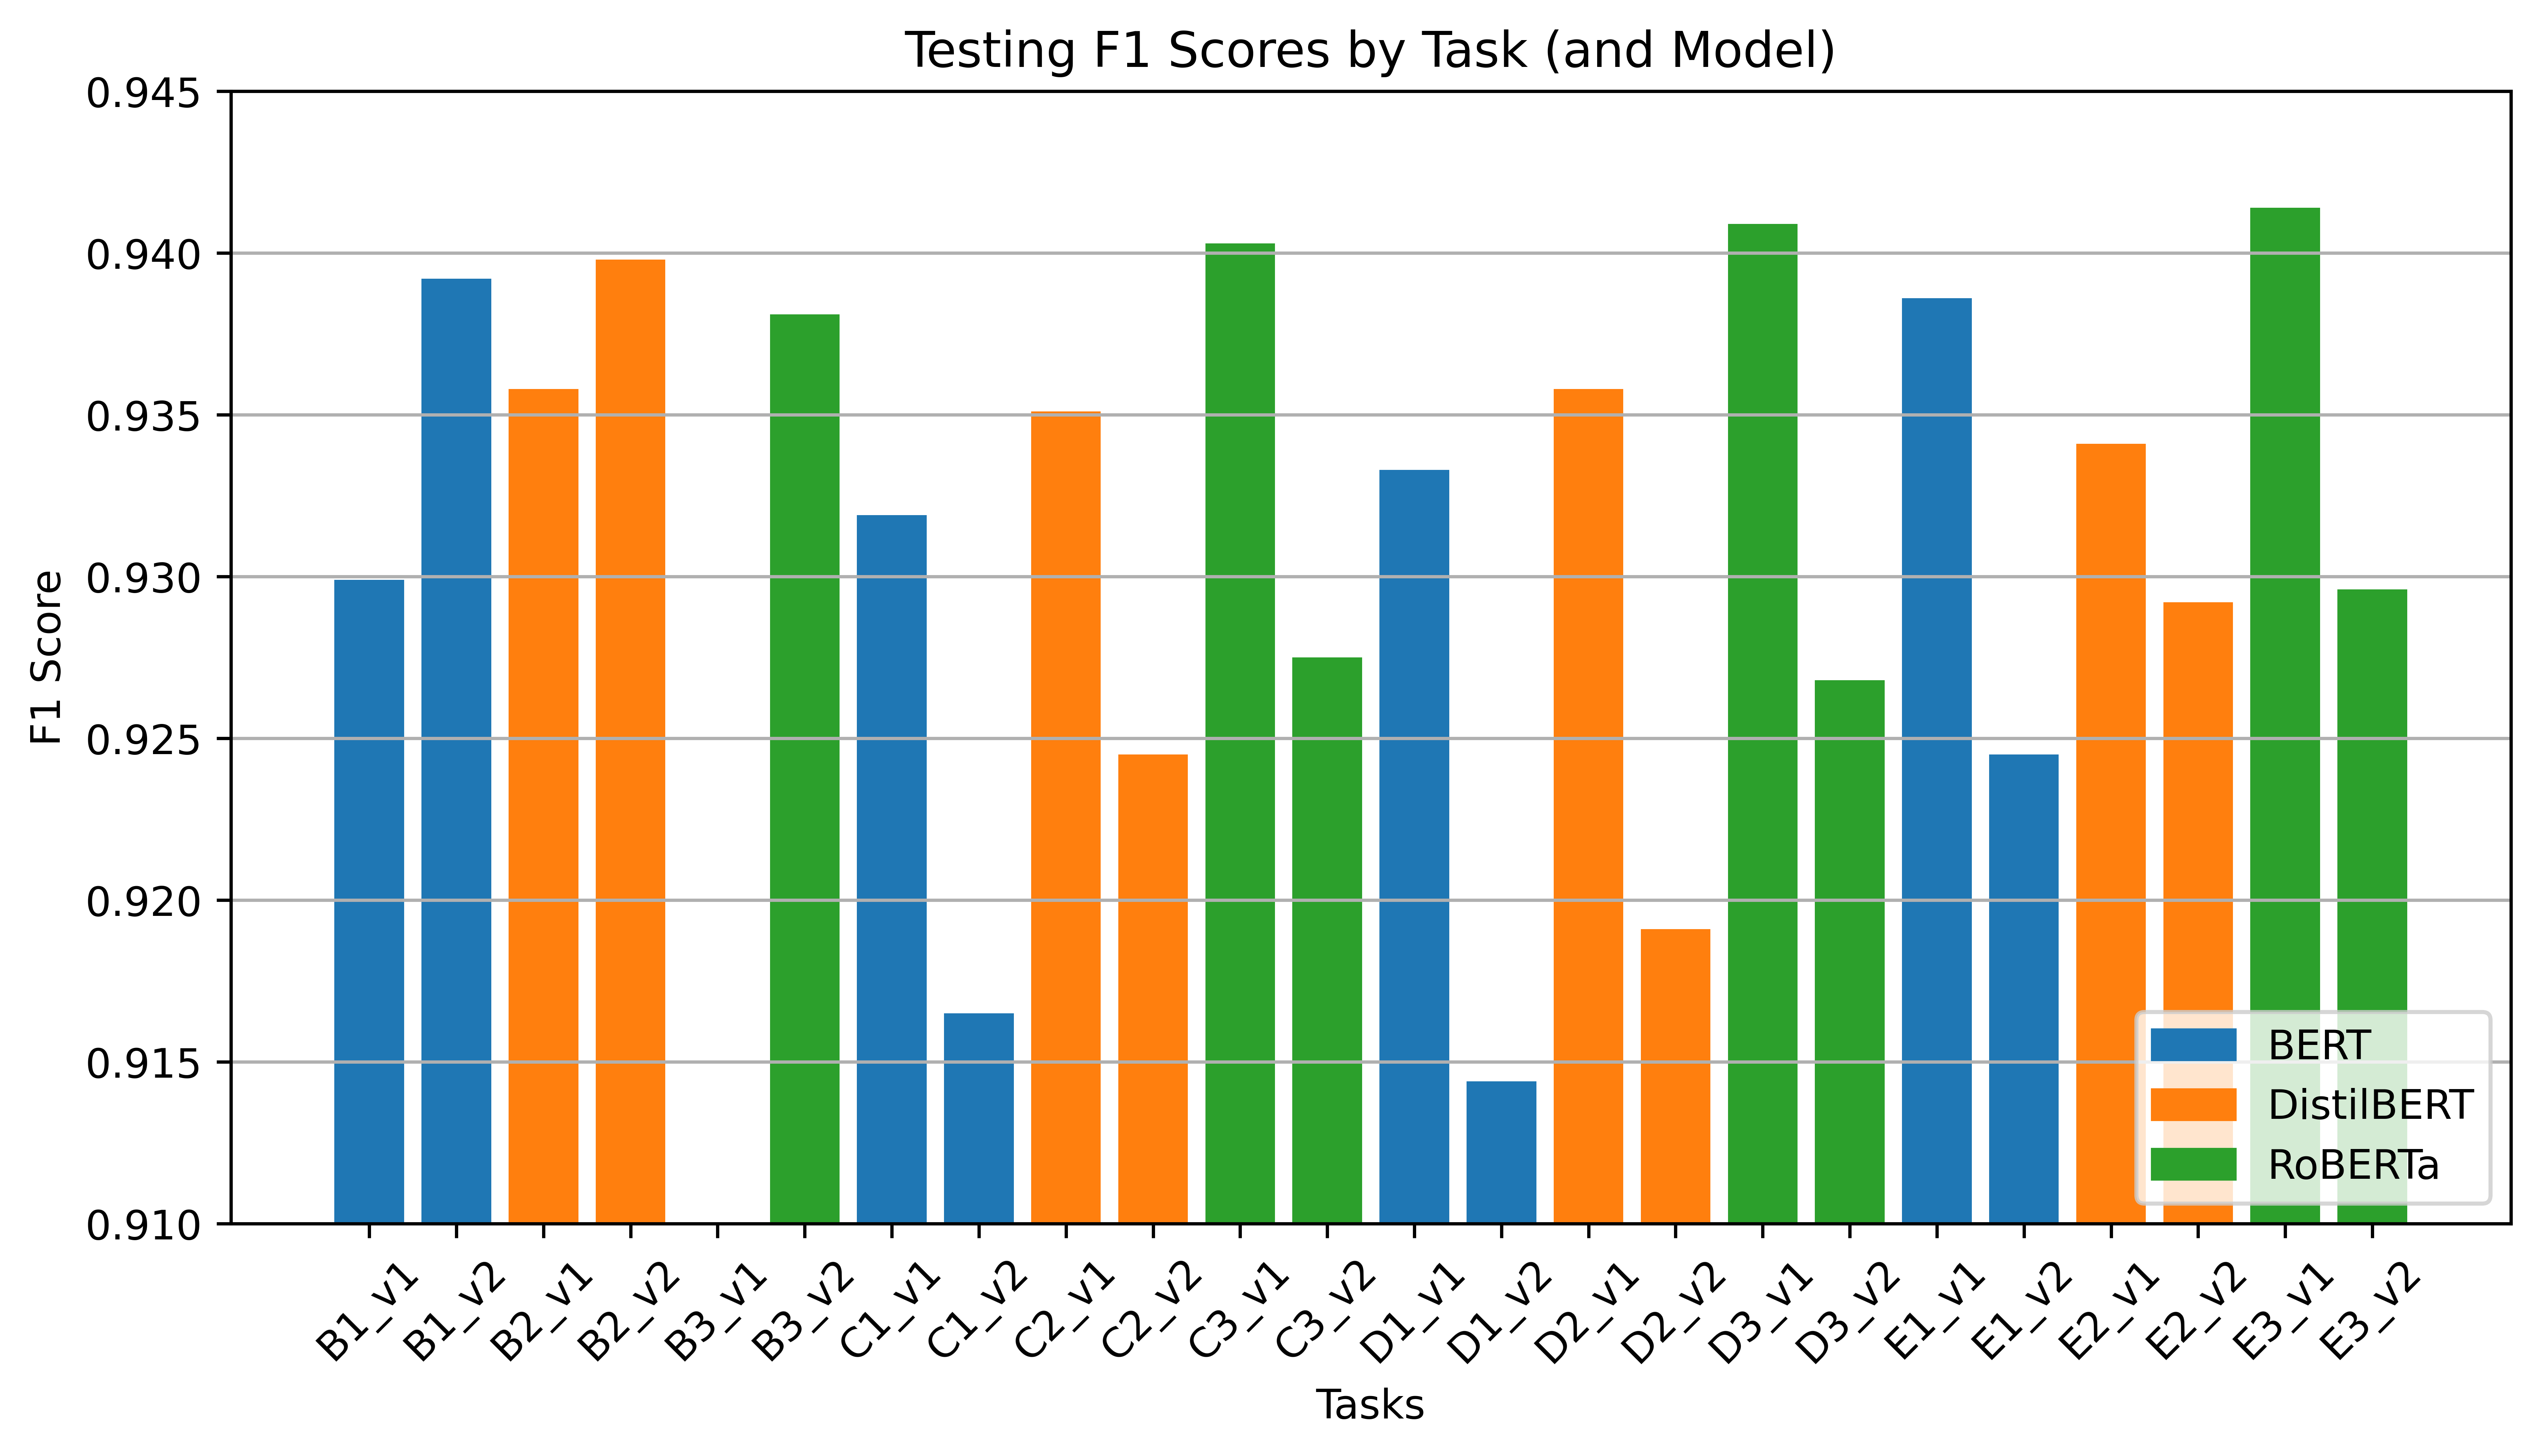 Testing F1 Scores by Task (and Model)
0.945
0.940
0.935
0.930
0.925
0.920
0.915
0.910
F1 Score
BERT
DistilBERT
RoBERTa
B1_v1 B1_v2 B2_v1 B2_v2 B3_v1 B3_v2 C1_v1 C1_v2 C2_v1 C2_v2 C3_v1 C3_v2 D1_v1 D1_v2 D2_v1 D2_v2 D3_v1 D3_v2 E1_v1 E1_v2 E2_v1 E2_v2 E3_v1 E3_v2
Tasks